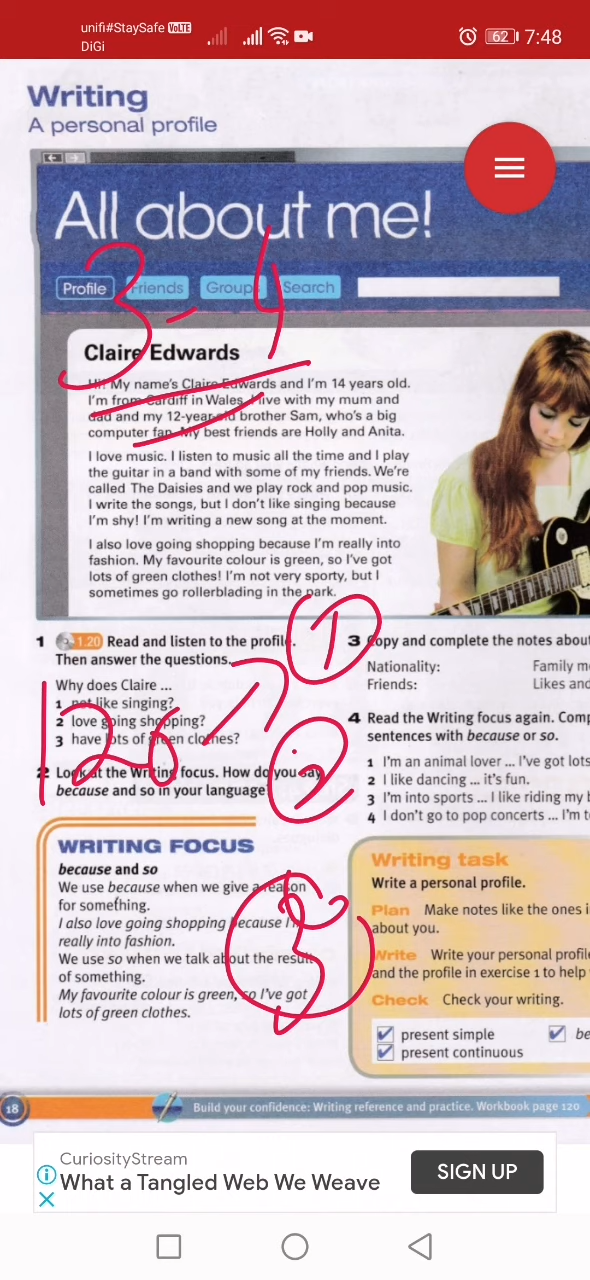 unifi#StaySafe VoLTE
DiGi
62
7:48
Writing
A personal profile
All about me!
Profile
Friends
Groups
Search
Claire Edwards
Hi! My name's Claire Edwards and I'm 14 years old.
I'm from Cardiff in Wales. I live with my mum and
dad and my 12-year-old brother Sam, who's a big
computer fan. My best friends are Holly and Anita.
I love music. I listen to music all the time and I play
the guitar in a band with some of my friends. We're
called The Daisies and we play rock and pop music.
I write the songs, but I don't like singing because
I'm shy! I'm writing a new song at the moment.
I also love going shopping because I'm really into
fashion. My favourite colour is green, so I've got
lots of green clothes! I'm not very sporty, but I
sometimes go rollerblading in the park.
3-4
1 1.20 Read and listen to the profile.
Then answer the questions.
Why does Claire ...
1 not like singing?
2 love going shopping?
3 have lots of green clothes?
2 Look at the Writing focus. How do you say
because and so in your language?
1
WRITING FOCUS
because and so
We use because when we give a reason
for something.
I also love going shopping because I'm
really into fashion.
We use so when we talk about the result
of something.
My favourite colour is green, so I've got
lots of green clothes.
3 Copy and complete the notes about
Nationality:
Family
Friends:
Likes
4 Read the Writing focus again.
sentences with because or so.
1 I'm an animal lover ... I've got lots
2 I like dancing ... it's fun.
3 I'm into sports ... I like riding my
4 I don't go to pop concerts ... I'm
Writing task
Write a personal profile.
Plan Make notes like the ones
about you.
Write Write your personal
and the profile in exercise 1 to help
Check Check your writing.
present simple
be
present continuous
18
Build your confidence: Writing reference and practice. Workbook page 120
CuriosityStream
What a Tangled Web We Weave
SIGN UP